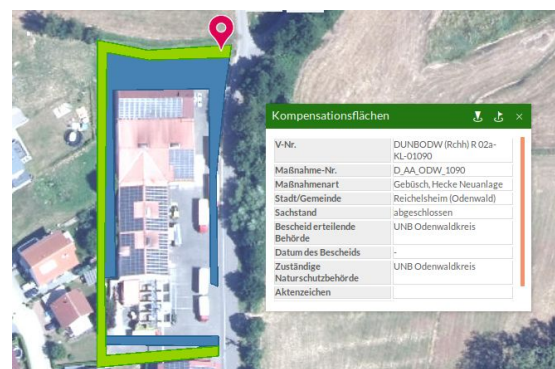 Kompensationsflächen
V-Nr. DUNBODW (Rchh) R 02a-
KL-01090
Maßnahme-Nr. D_AA_ODW_1090
Maßnahmenart Gebüsch, Hecke Neuanlage
Stadt/Gemeinde Reichelsheim (Odenwald)
Sachstand abgeschlossen
Bescheid erteilende UNB Odenwaldkreis
Behörde
Datum des Bescheids -
Zuständige UNB Odenwaldkreis
Naturschutzbehörde
Aktenzeichen